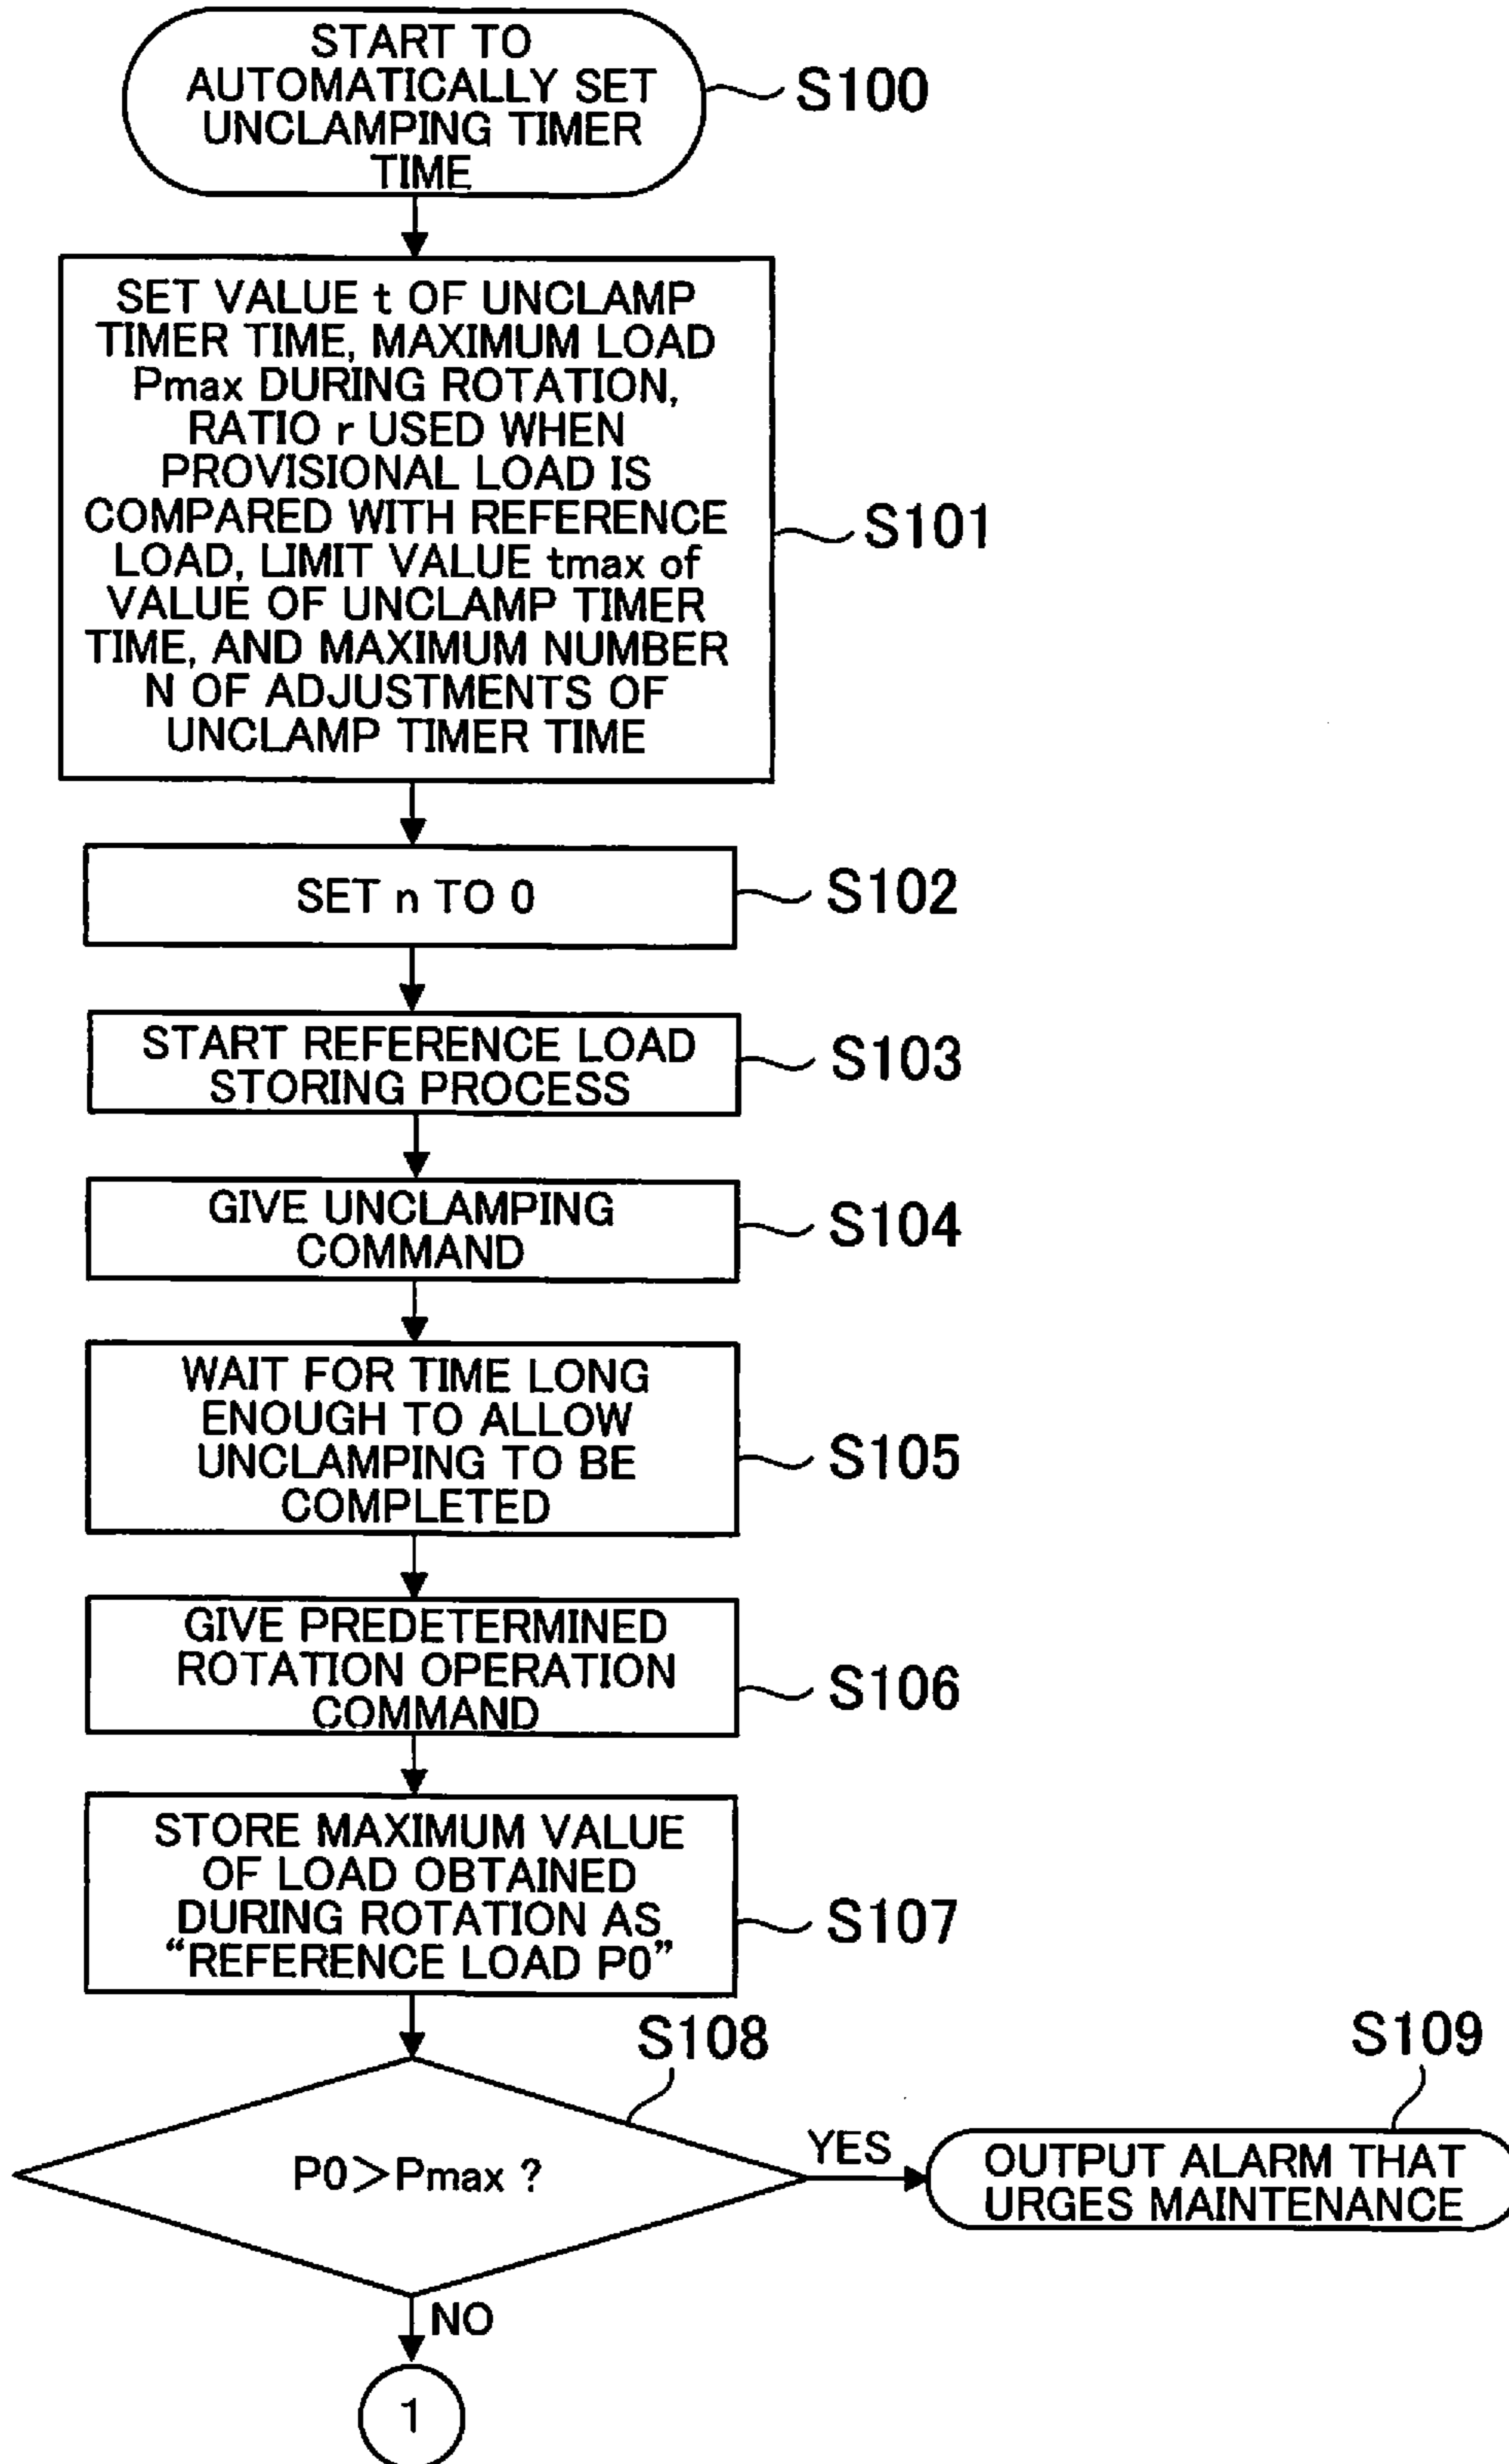 START TO
AUTOMATICALLY SET
UNCLAMPING TIMER
TIME
S100
SET VALUE t OF UNCLAMP
TIMER TIME, MAXIMUM LOAD
Pmax DURING ROTATION,
RATIO r USED WHEN
PROVISIONAL LOAD IS
COMPARED WITH REFERENCE
LOAD, LIMIT VALUE tmax of
VALUE OF UNCLAMP TIMER
TIME, AND MAXIMUM NUMBER
N OF ADJUSTMENTS OF
UNCLAMP TIMER TIME
S101
SET n TO 0
S102
START REFERENCE LOAD
STORING PROCESS
S103
GIVE UNCLAMPING
COMMAND
S104
WAIT FOR TIME LONG
ENOUGH TO ALLOW
UNCLAMPING TO BE
COMPLETED
S105
GIVE PREDETERMINED
ROTATION OPERATION
COMMAND
S106
STORE MAXIMUM VALUE
OF LOAD OBTAINED
DURING ROTATION AS
“REFERENCE LOAD P0”
S107
S108
P0>Pmax ?
YES
S109
OUTPUT ALARM THAT
URGES MAINTENANCE
NO
1